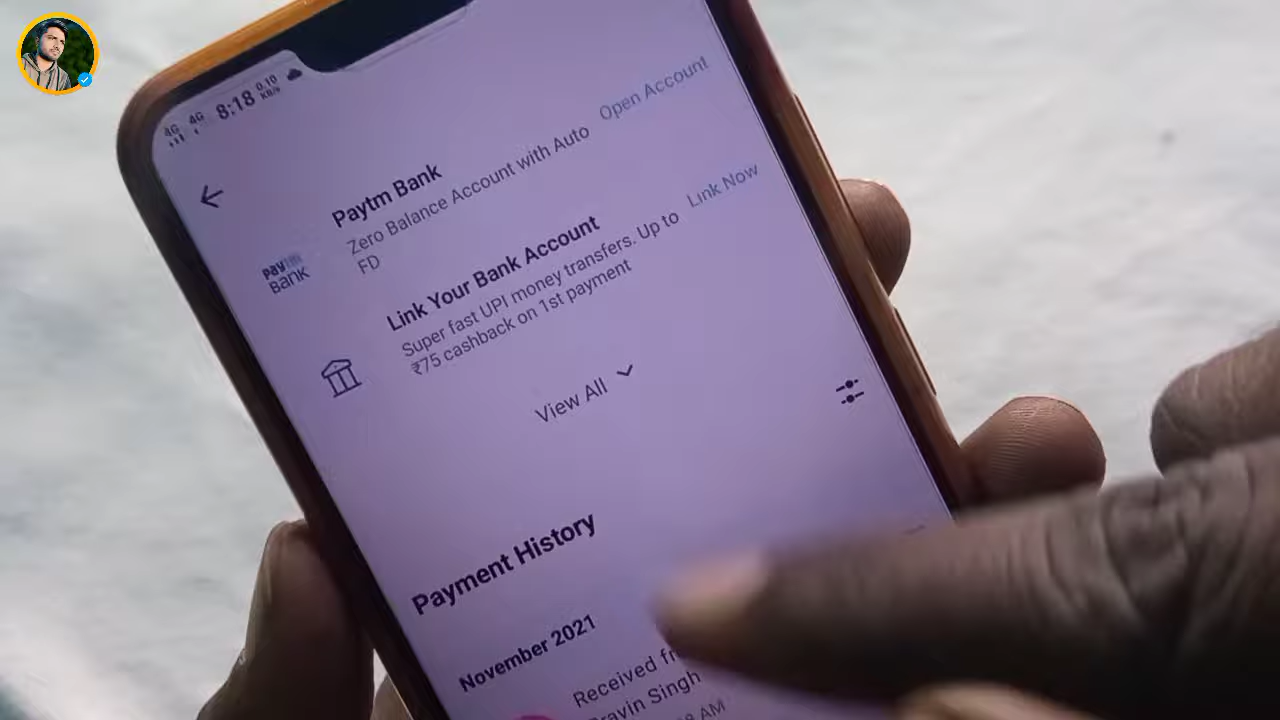 4G 4G 8:18 0.10 KB/s
Paytm Bank
Open Account
Zero Balance Account with Auto
FD
paytm
BANK
Link Your Bank Account
Link Now
Super fast UPI money transfers. Up to
₹75 cashback on 1st payment
View All
Payment History
November 2021
Received
Singh
AM